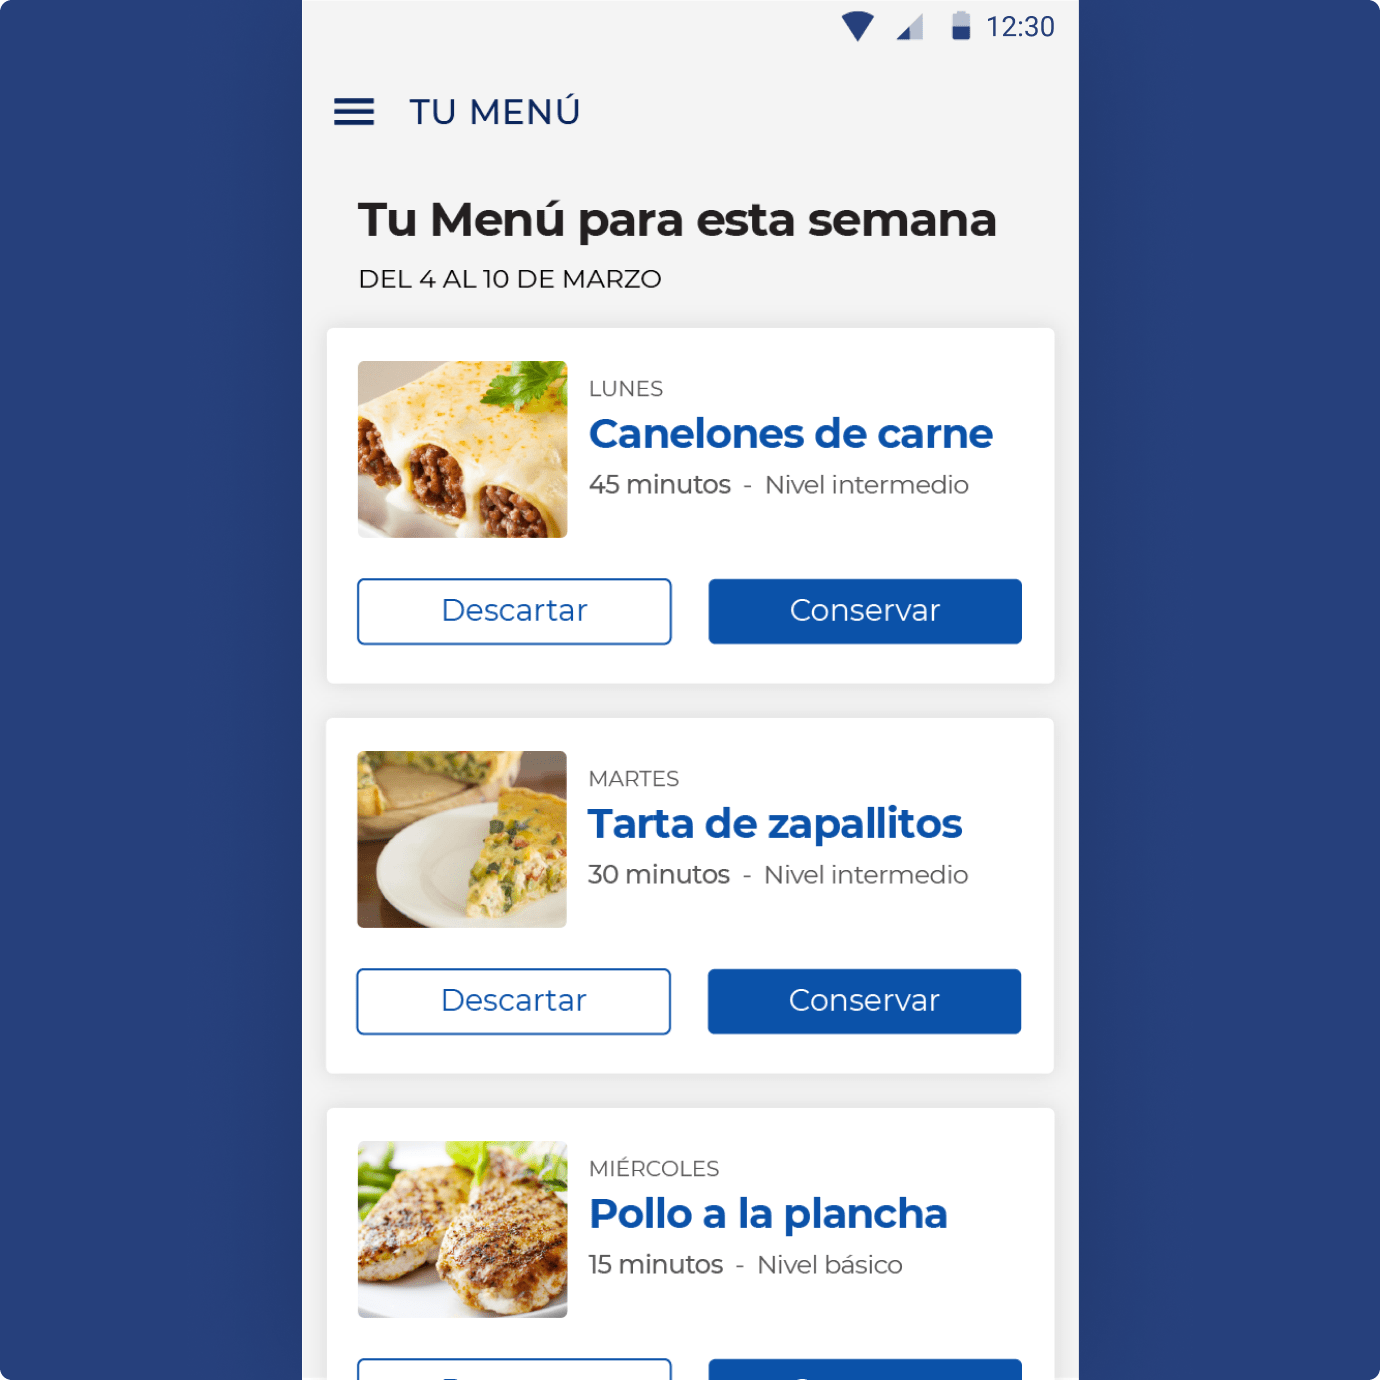 12:30
TU MENÚ
Tu Menú para esta semana
DEL 4 AL 10 DE MARZO
LUNES
Canelones de carne
45 minutos - Nivel intermedio
Descartar Conservar
MARTES
Tarta de zapallitos
30 minutos - Nivel intermedio
Descartar Conservar
MIÉRCOLES
Pollo a la plancha
15 minutos - Nivel básico